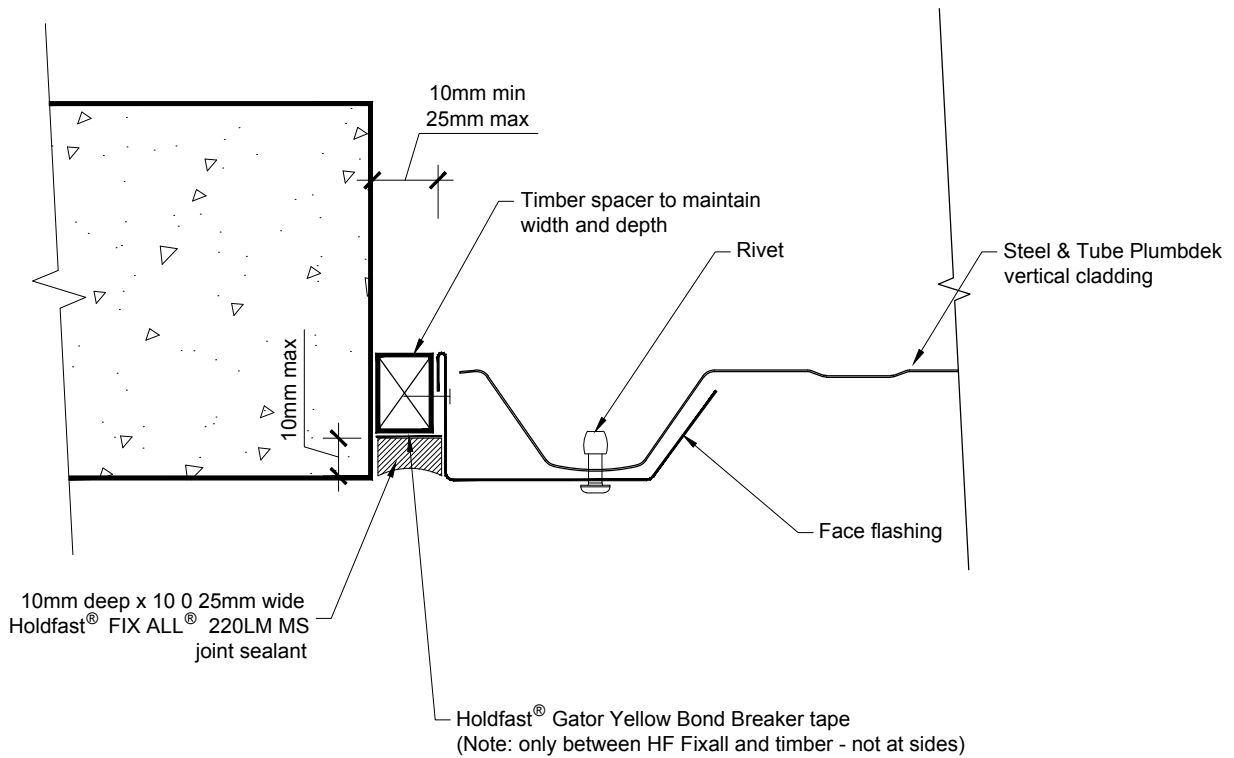 10mm min
25mm max
Timber spacer to maintain
width and depth
Rivet
Steel & Tube Plumbdek
vertical cladding
10mm max
Face flashing
10mm deep x 10 0 25mm wide
Holdfast® FIX ALL® 220LM MS
joint sealant
Holdfast® Gator Yellow Bond Breaker tape
(Note: only between HF Fixall and timber - not at sides)